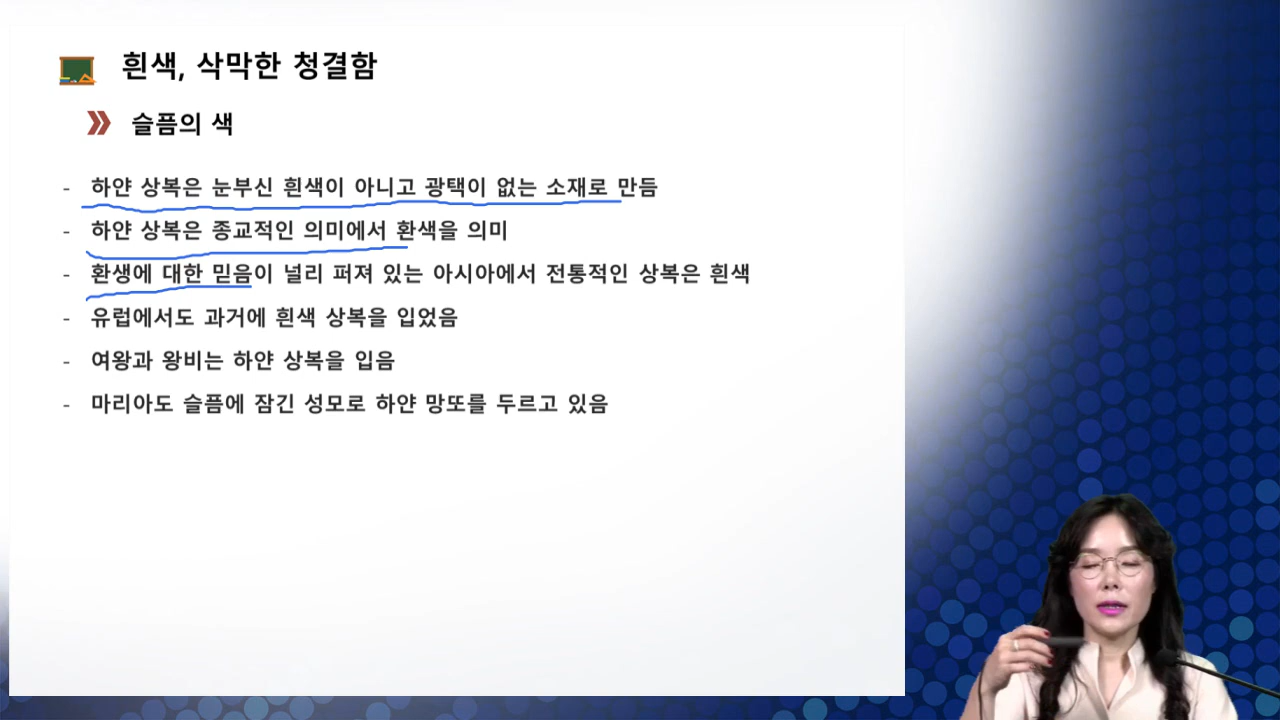 흰색, 삭막한 청결함
슬픔의 색
- 하얀 상복은 눈부신 흰색이 아니고 광택이 없는 소재로 만듬
- 하얀 상복은 종교적인 의미에서 환색을 의미
- 환생에 대한 믿음이 널리 퍼져 있는 아시아에서 전통적인 상복은 흰색
- 유럽에서도 과거에 흰색 상복을 입었음
- 여왕과 왕비는 하얀 상복을 입음
- 마리아도 슬픔에 잠긴 성모로 하얀 망또를 두르고 있음